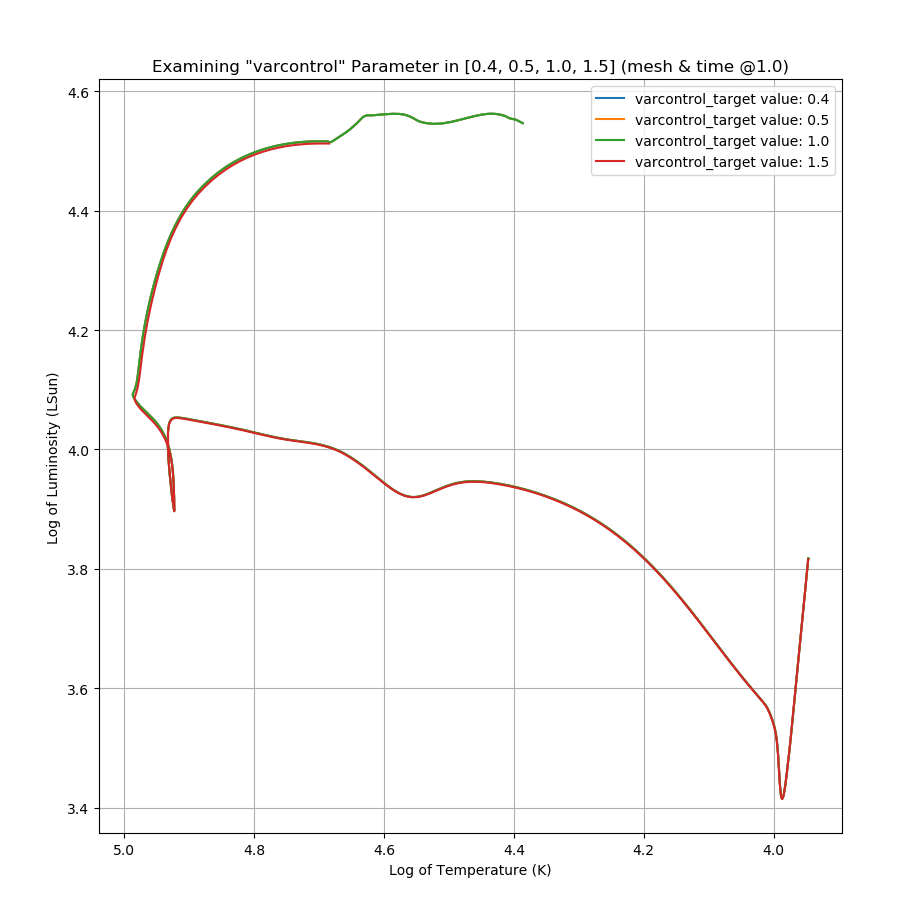 Examining "varcontrol" Parameter in [0.4, 0.5, 1.0, 1.5] (mesh & time @1.0)
varcontrol_target value: 0.4
varcontrol_target value: 0.5
varcontrol_target value: 1.0
varcontrol_target value: 1.5
Log of Luminosity (LSun)
4.6
4.4
4.2
4.0
3.8
3.6
3.4
5.0 4.8 4.6 4.4 4.2 4.0
Log of Temperature (K)